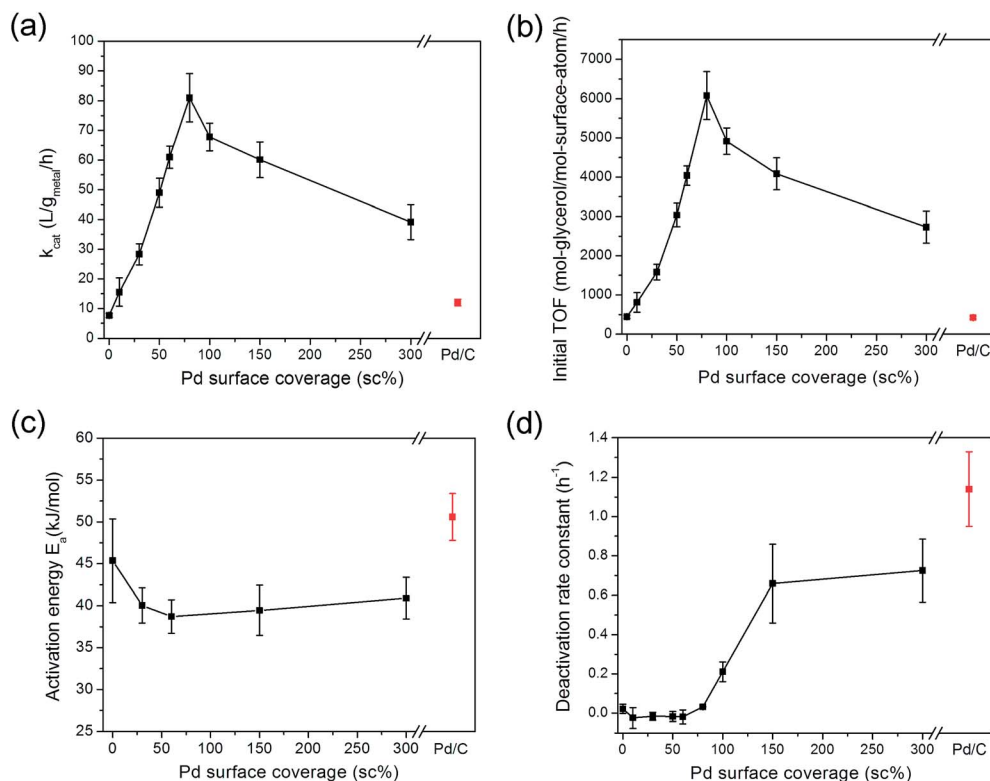 (a)
100
90
80
70
60
50
40
30
20
10
0
k_cat (L/g_metal/h)
0 50 100 150 200 250 300 Pd/C
Pd surface coverage (sc%)
(b)
7000
6000
5000
4000
3000
2000
1000
0
Initial TOF (mol-glycerol/mol-surface-atom/h)
0 50 100 150 200 250 300 Pd/C
Pd surface coverage (sc%)
(c)
60
55
50
45
40
35
30
25
Activation energy E_a(kJ/mol)
0 50 100 150 200 250 300 Pd/C
Pd surface coverage (sc%)
(d)
1.4
1.2
1.0
0.8
0.6
0.4
0.2
0.0
Deactivation rate constant (h⁻¹)
0 50 100 150 200 250 300 Pd/C
Pd surface coverage (sc%)